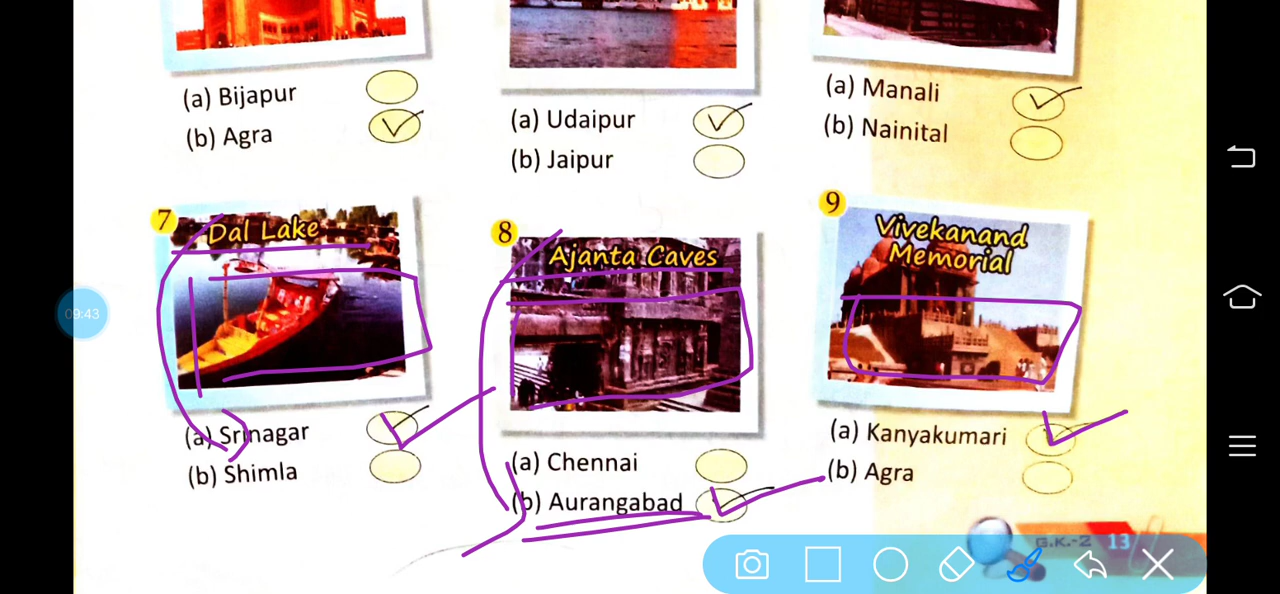 (a) Bijapur
(b) Agra
(a) Udaipur
(b) Jaipur
(a) Manali
(b) Nainital
7
Dal Lake
(a) Srinagar
(b) Shimla
8
Ajanta Caves
(a) Chennai
(b) Aurangabad
9
Vivekanand
Memorial
(a) Kanyakumari
(b) Agra
G.K.-2 13
09:43